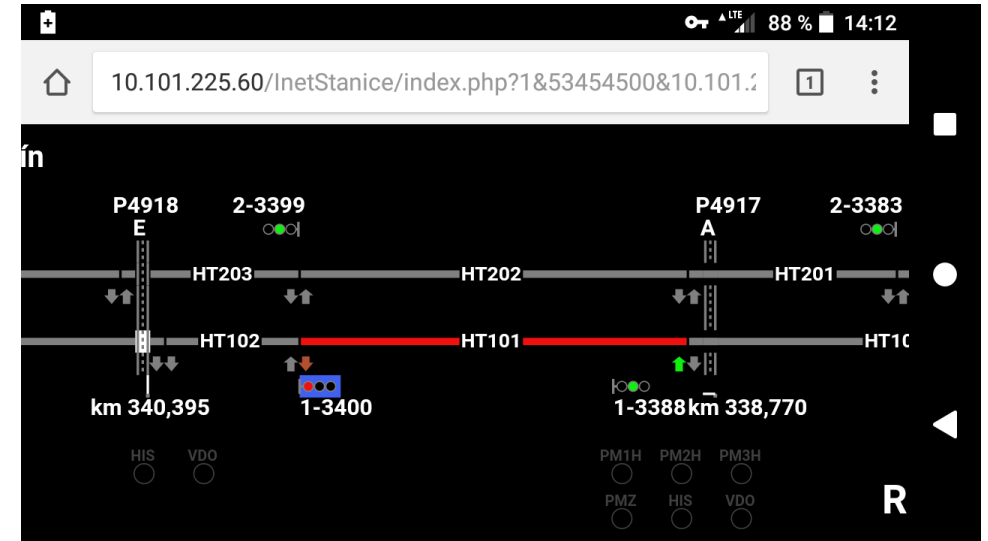 LTE 88 % 14:12
10.101.225.60/InetStanice/index.php?1&53454500&10.101.2
1
ín
P4918 2-3399 P4917 2-3383
E A
HT203 HT202 HT201
HT102 HT101 HT10
km 340,395 1-3400 1-3388 km 338,770
HIS VDO PM1H PM2H PM3H
PMZ HIS VDO
R